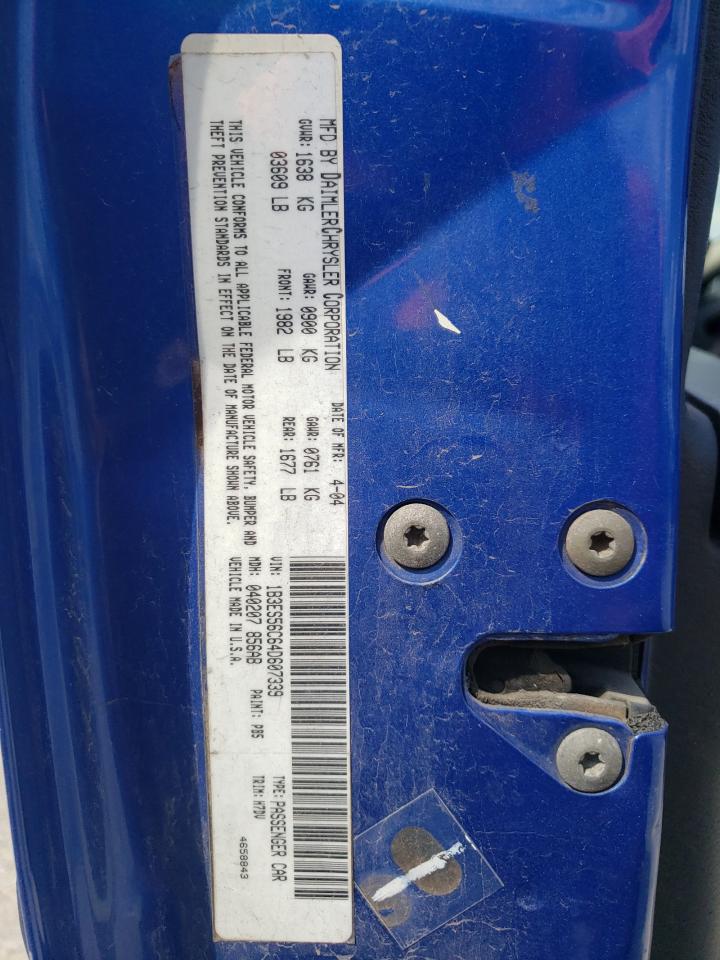 MFD BY DAIMLERCHRYSLER CORPORATION DATE OF MFR: 4-04
GVWR: 1638 KG GAWR: 0900 KG GAWR: 0761 KG
03609 LB FRONT: 1982 LB REAR: 1677 LB
THIS VEHICLE CONFORMS TO ALL APPLICABLE FEDERAL MOTOR VEHICLE SAFETY, BUMPER AND
THEFT PREVENTION STANDARDS IN EFFECT ON THE DATE OF MANUFACTURE SHOWN ABOVE.
VIN: 1B3ES56C64D607339 TYPE: PASSENGER CAR
MDH: 040207 856AB PAINT: PB5 TRIM: H7DV
VEHICLE MADE IN U.S.A. 4658843